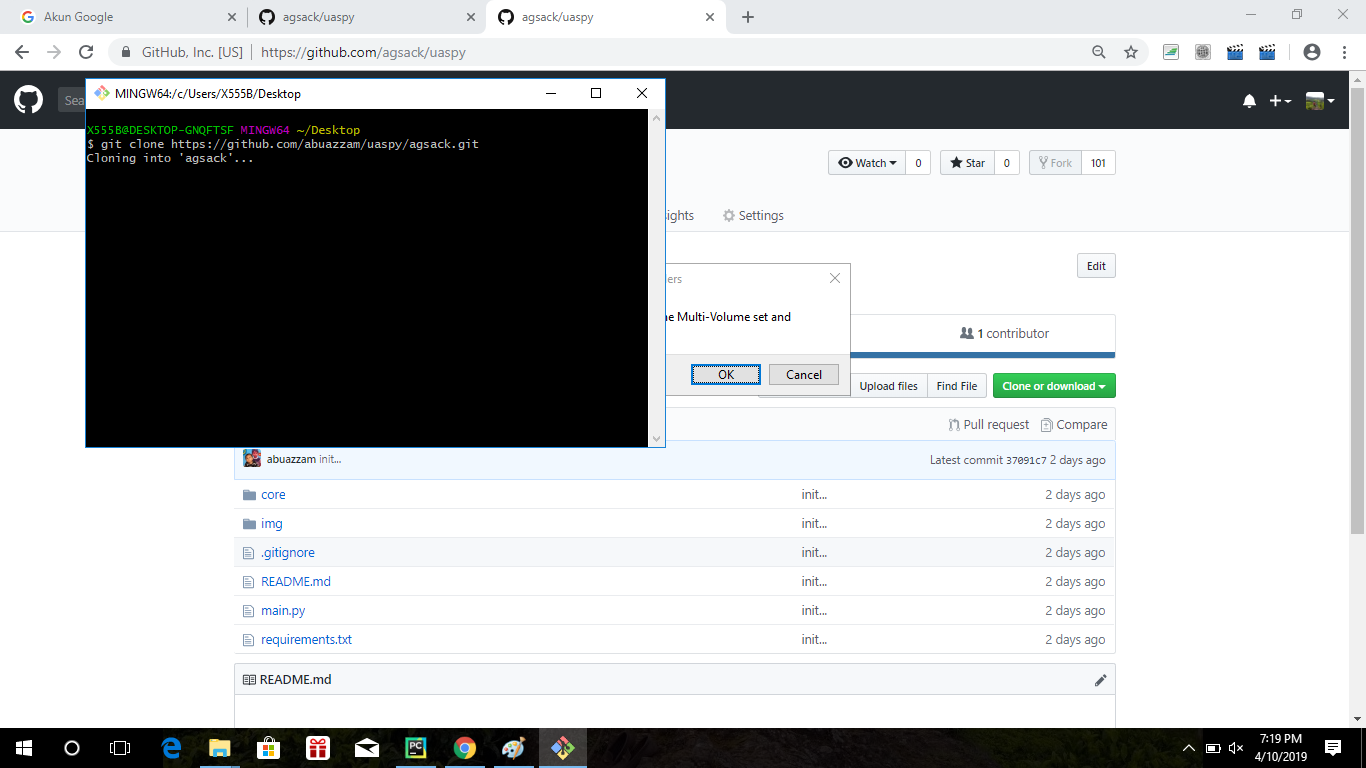 Akun Google
agsack/uaspy
agsack/uaspy
GitHub, Inc. [US]
https://github.com/agsack/uaspy
Sea
MINGW64:/c/Users/X555B/Desktop
X555B@DESKTOP-GNQFTSF MINGW64 ~/Desktop
$ git clone https://github.com/abuazzam/uaspy/agsack.git
Cloning into 'agsack'...
Watch 0 Star 0 Fork 101
sights Settings
Edit
ers
ne Multi-Volume set and
OK Cancel
1 contributor
Upload files Find File Clone or download
Pull request Compare
abuazzam init... Latest commit 37091c7 2 days ago
core init... 2 days ago
img init... 2 days ago
.gitignore init... 2 days ago
README.md init... 2 days ago
main.py init... 2 days ago
requirements.txt init... 2 days ago
README.md
PC
7:19 PM
4/10/2019